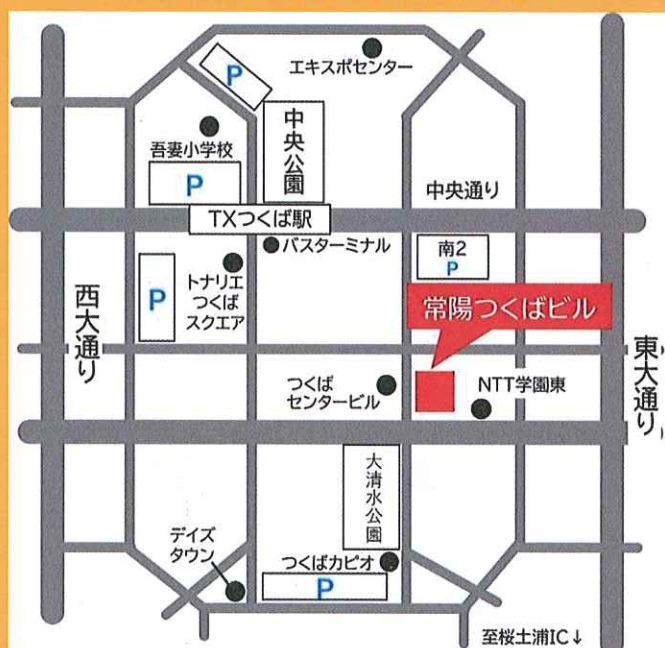 エキスポセンター
P
吾妻小学校
P
中央公園
中央通り
TXつくば駅
バスターミナル
南2
P
トナリエ
つくば
スクエア
P
西大通り
常陽つくばビル
東大通り
つくば
センタービル
NTT学園東
大清水公園
デイズ
タウン
つくばカピオ
P
至桜土浦IC↓